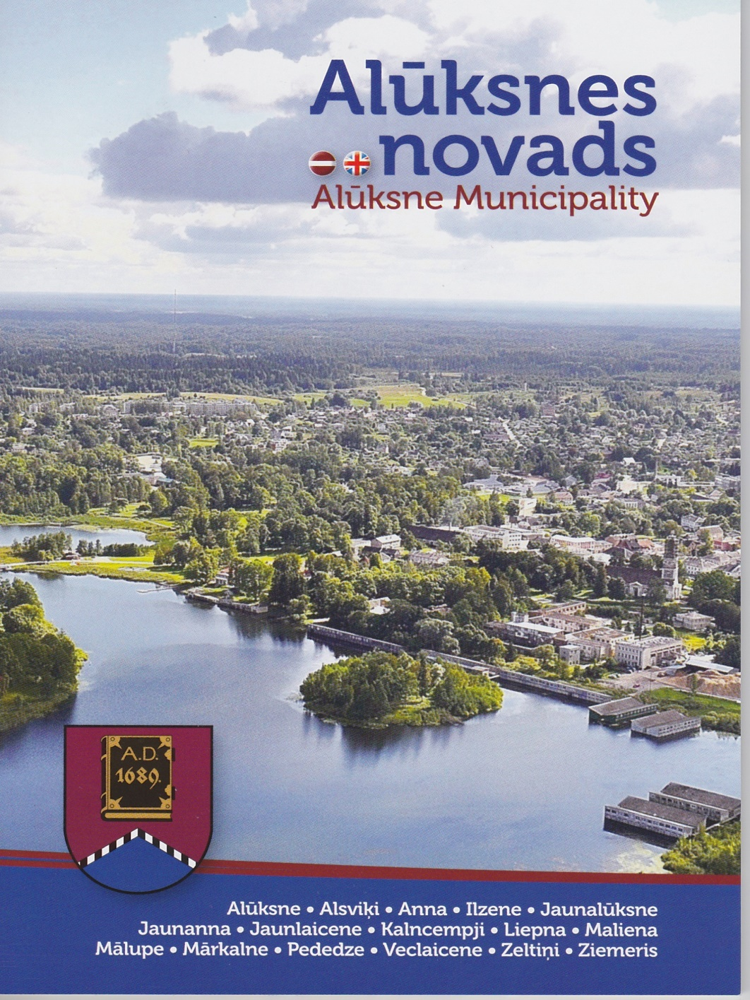 Alūksnes
novads
Alūksne Municipality
A.D.
1689.
Alūksne • Alsviķi • Anna • Ilzene • Jaunalūksne
Jaunanna • Jaunlaicene • Kalncempji • Liepna • Maliena
Mālupe • Mārkalne • Pededze • Veclaicene • Zeltiņi • Ziemeris